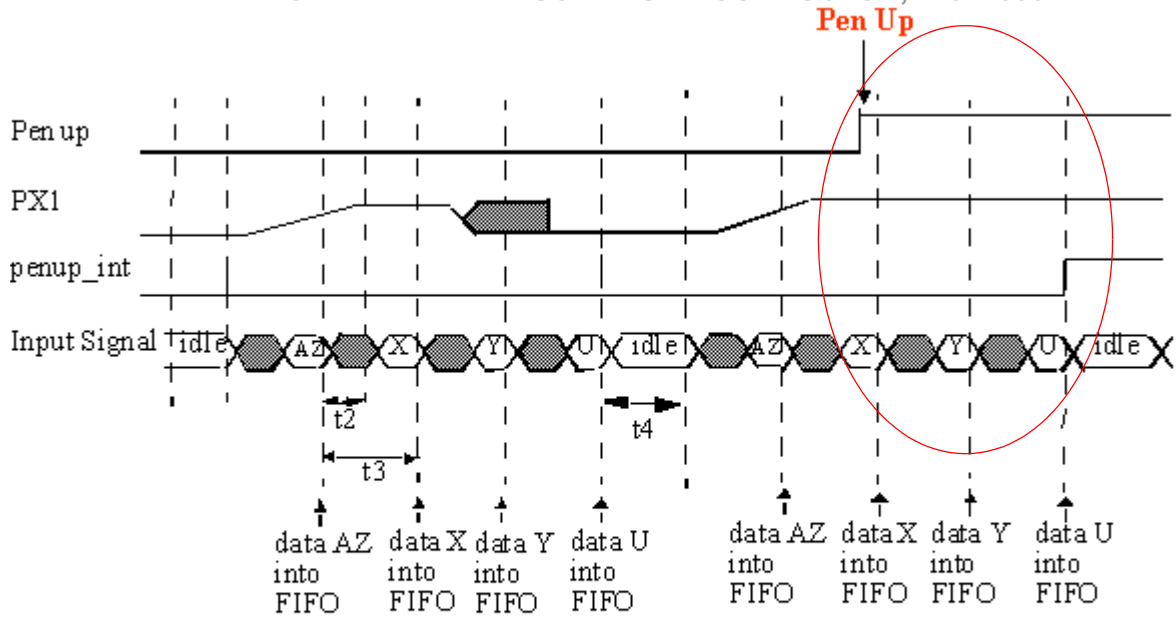 Pen Up
Pen up
PX1
penup_int
Input Signal
idle AZ X Y U idle AZ X Y U idle
t2
t4
t3
data AZ into FIFO
data X into FIFO
data Y into FIFO
data U into FIFO
data AZ into FIFO
data X into FIFO
data Y into FIFO
data U into FIFO